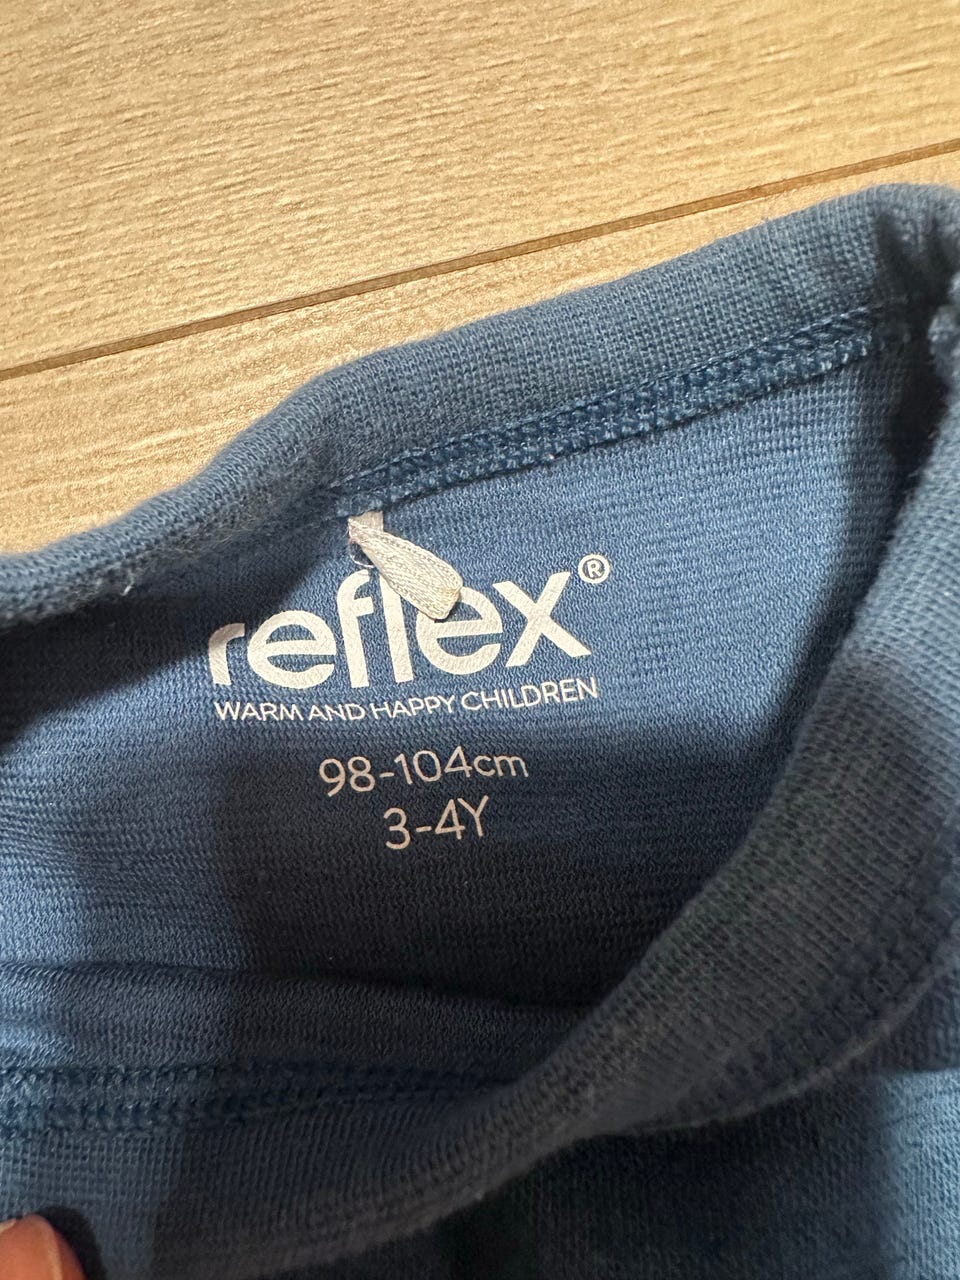 reflex®
WARM AND HAPPY CHILDREN
98-104cm
3-4Y